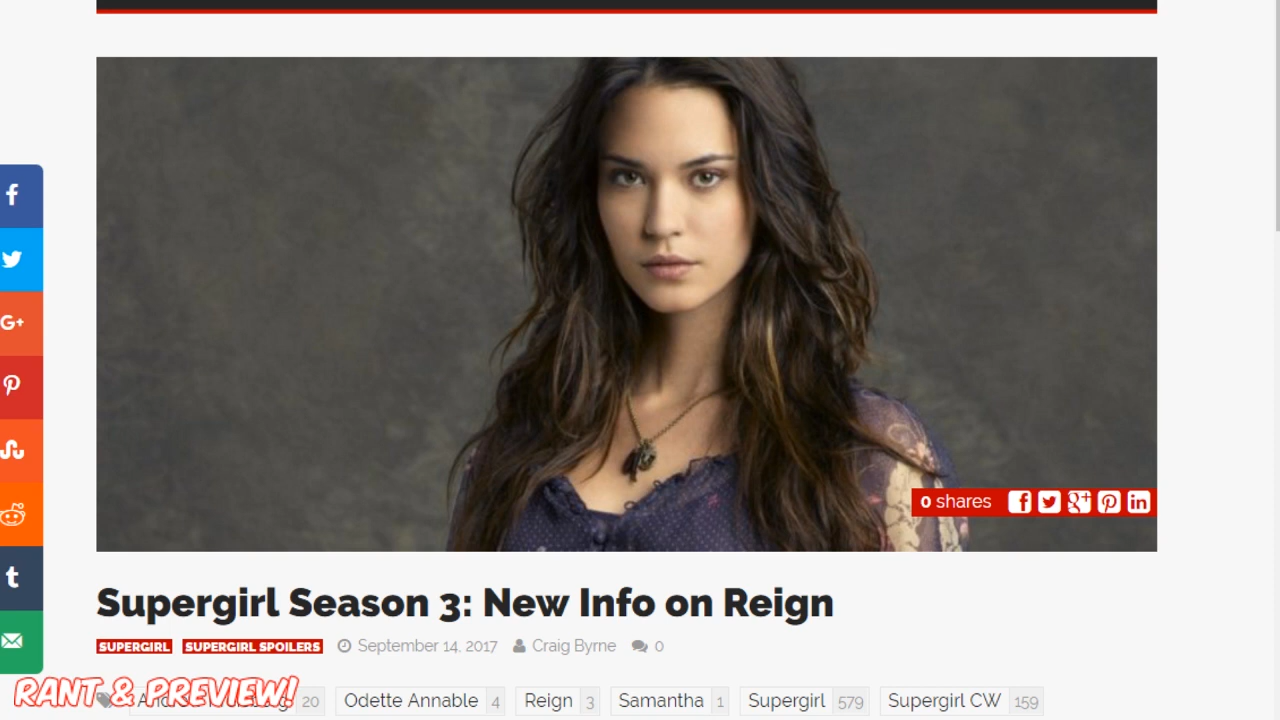 0 shares
Supergirl Season 3: New Info on Reign
SUPERGIRL SUPERGIRL SPOILERS September 14, 2017 Craig Byrne 0
RANT & PREVIEW! 20 Odette Annable 4 Reign 3 Samantha 1 Supergirl 579 Supergirl CW 159